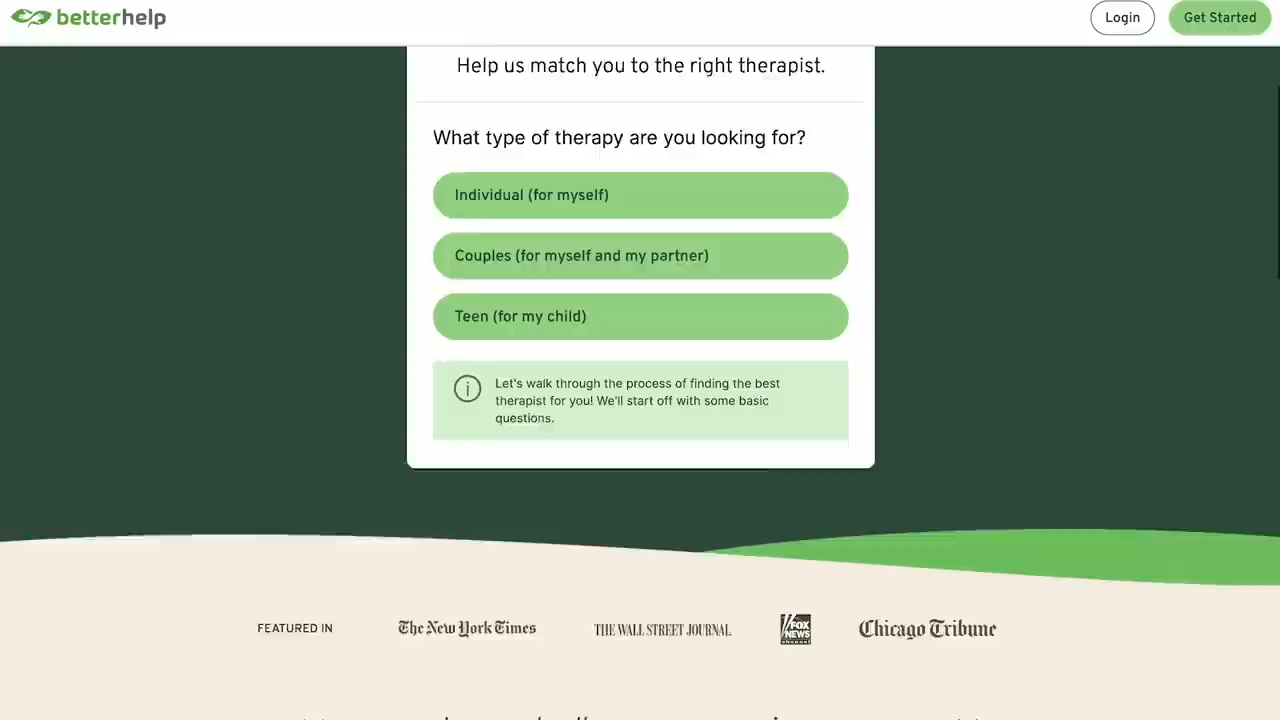 betterhelp
Login
Get Started
Help us match you to the right therapist.
What type of therapy are you looking for?
Individual (for myself)
Couples (for myself and my partner)
Teen (for my child)
Let's walk through the process of finding the best
therapist for you! We'll start off with some basic
questions.
FEATURED IN
The New York Times
THE WALL STREET JOURNAL.
FOX
NEWS
channel
Chicago Tribune